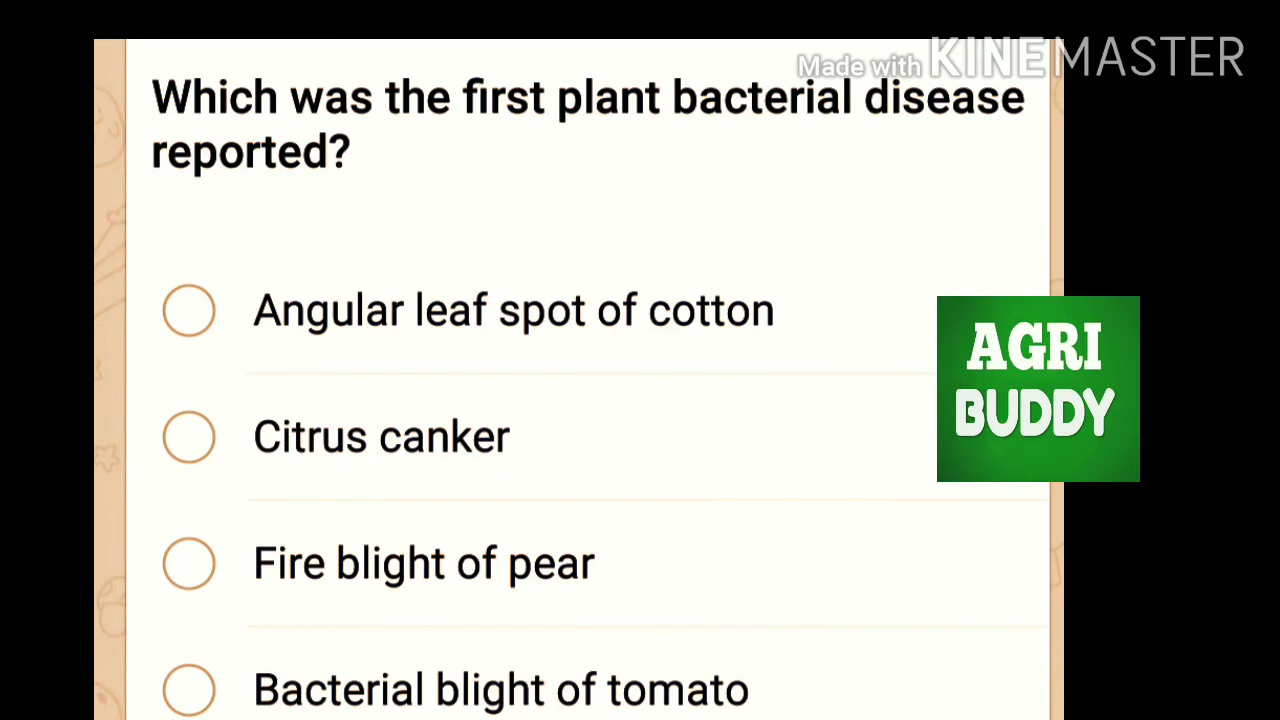 Made with KINEMASTER
Which was the first plant bacterial disease
reported?
Angular leaf spot of cotton
AGRI
BUDDY
Citrus canker
Fire blight of pear
Bacterial blight of tomato